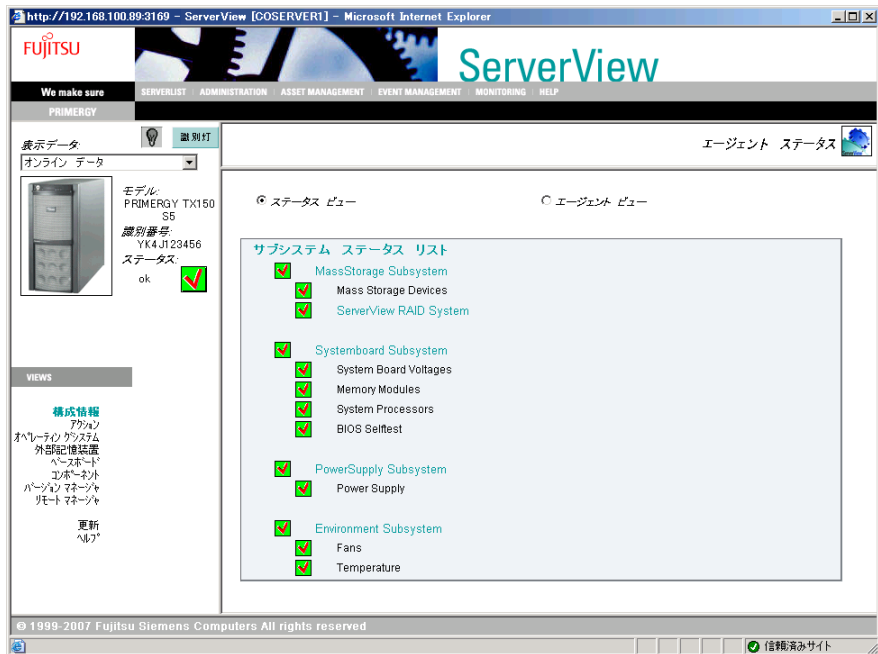 http://192.168.100.89:3169 - ServerView [COSERVER1] - Microsoft Internet Explorer
FUJITSU
ServerView
We make sure
SERVERLIST | ADMINISTRATION | ASSET MANAGEMENT | EVENT MANAGEMENT | MONITORING | HELP
PRIMERGY
表示データ:
識別灯
オンライン データ
エージェント ステータス
モデル:
PRIMERGY TX150
S5
識別番号:
YK4J123456
ステータス:
ok
ステータス ビュー
エージェント ビュー
サブシステム ステータス リスト
MassStorage Subsystem
Mass Storage Devices
ServerView RAID System
Systemboard Subsystem
System Board Voltages
Memory Modules
System Processors
BIOS Selftest
PowerSupply Subsystem
Power Supply
Environment Subsystem
Fans
Temperature
VIEWS
構成情報
アクション
オペレーティングシステム
外部記憶装置
ベースボード
コンポーネント
バージョン マネージャ
リモート マネージャ
更新
ヘルプ
© 1999-2007 Fujitsu Siemens Computers All rights reserved
信頼済みサイト